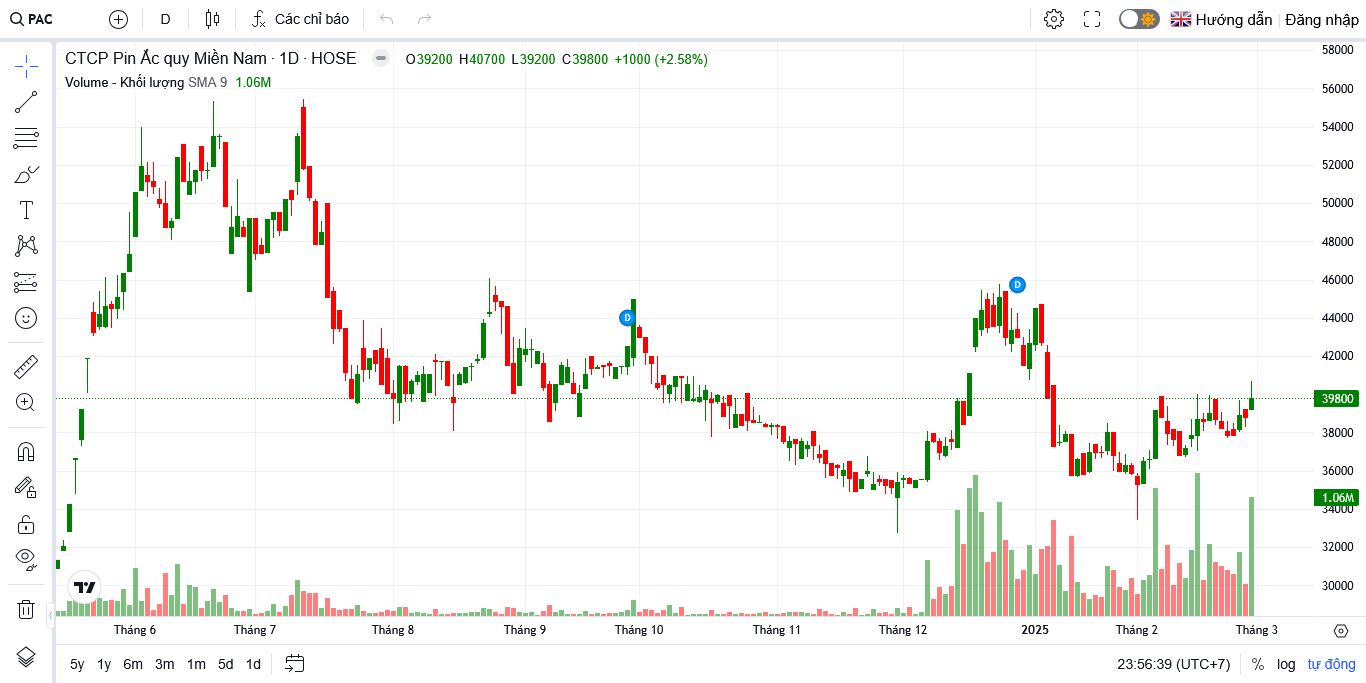 PAC D Các chỉ báo Hướng dẫn Đăng nhập
CTCP Pin Ắc quy Miền Nam · 1D · HOSE O39200 H40700 L39200 C39800 +1000 (+2.58%)
Volume - Khối lượng SMA 9 1.06M
58000
56000
54000
52000
50000
48000
46000
44000
42000
39800
38000
36000
1.06M
34000
32000
30000
D
D
Tháng 6 Tháng 7 Tháng 8 Tháng 9 Tháng 10 Tháng 11 Tháng 12 2025 Tháng 2 Tháng 3
5y 1y 6m 3m 1m 5d 1d 23:56:39 (UTC+7) % log tự động